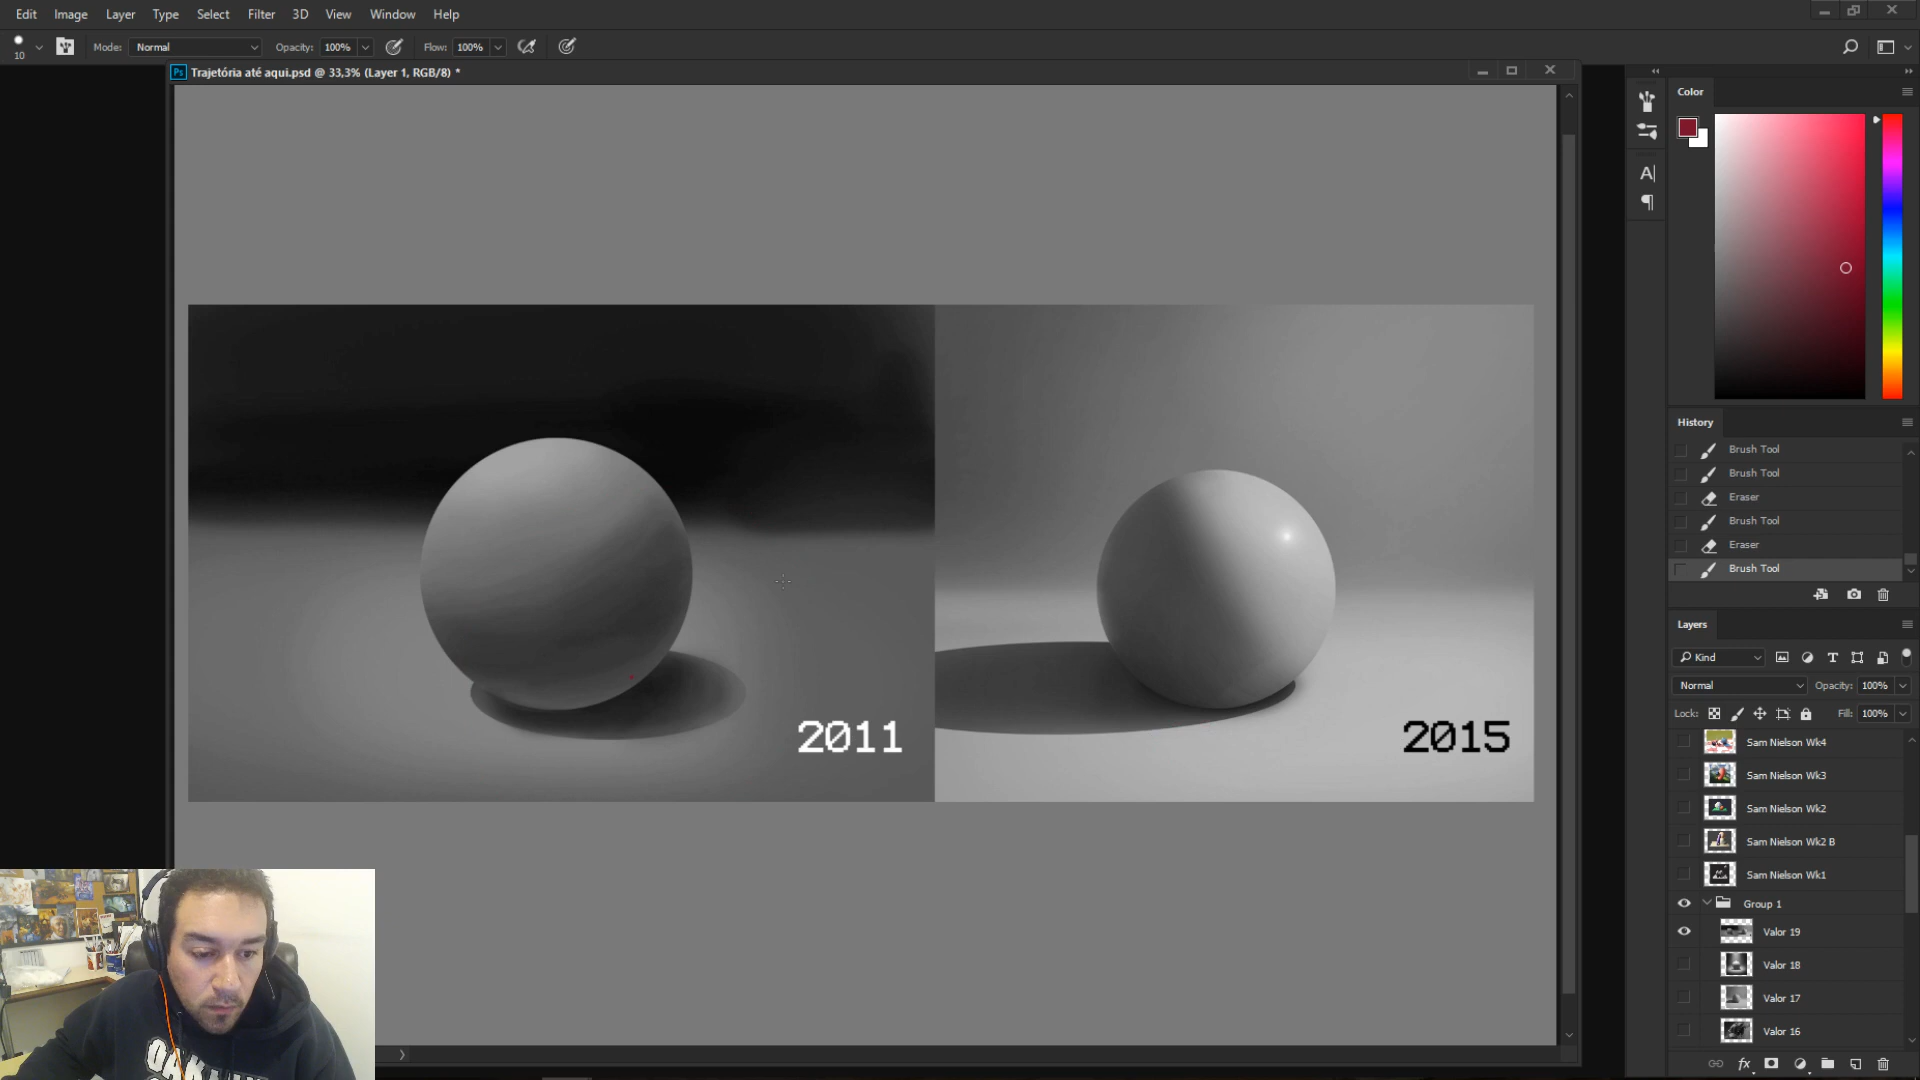 Edit Image Layer Type Select Filter 3D View Window Help
10 Mode: Normal Opacity: 100% Flow: 100%
Ps Trajetória até aqui.psd @ 33,3% (Layer 1, RGB/8) *
Color
A
History
Brush Tool
Brush Tool
Eraser
Brush Tool
Eraser
Brush Tool
Layers
Kind T
Normal Opacity: 100%
Lock: Fill: 100%
Sam Nielson Wk4
Sam Nielson Wk3
Sam Nielson Wk2
Sam Nielson Wk2 B
Sam Nielson Wk1
Group 1
Valor 19
Valor 18
Valor 17
Valor 16
fx
2011
2015